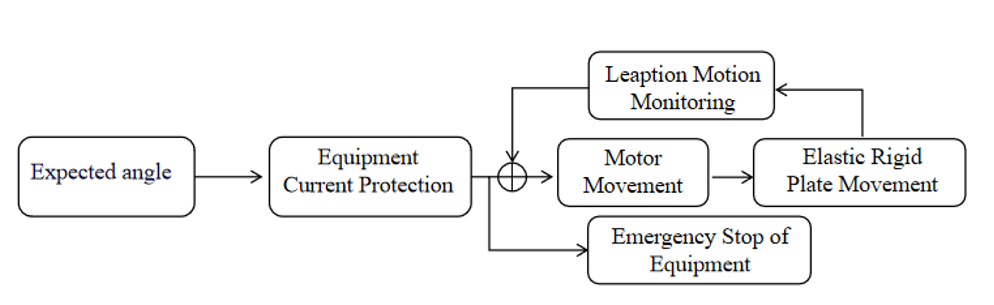 Leaption Motion
Monitoring
Expected angle
Equipment
Current Protection
Motor
Movement
Elastic Rigid
Plate Movement
Emergency Stop of
Equipment